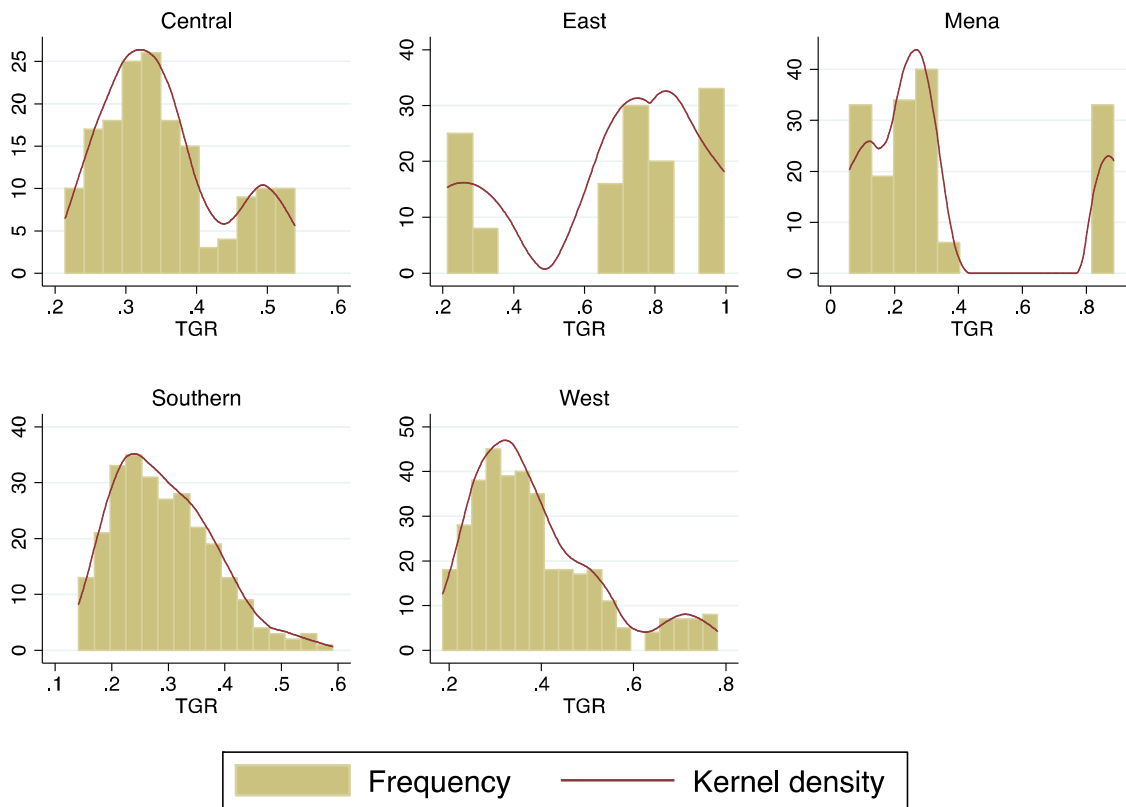 Central
0 5 10 15 20 25
.2 .3 .4 .5 .6
TGR
East
0 10 20 30 40
.2 .4 .6 .8 1
TGR
Mena
0 10 20 30 40
0 .2 .4 .6 .8
TGR
Southern
0 10 20 30 40
.1 .2 .3 .4 .5 .6
TGR
West
0 10 20 30 40 50
.2 .4 .6 .8
TGR
Frequency Kernel density